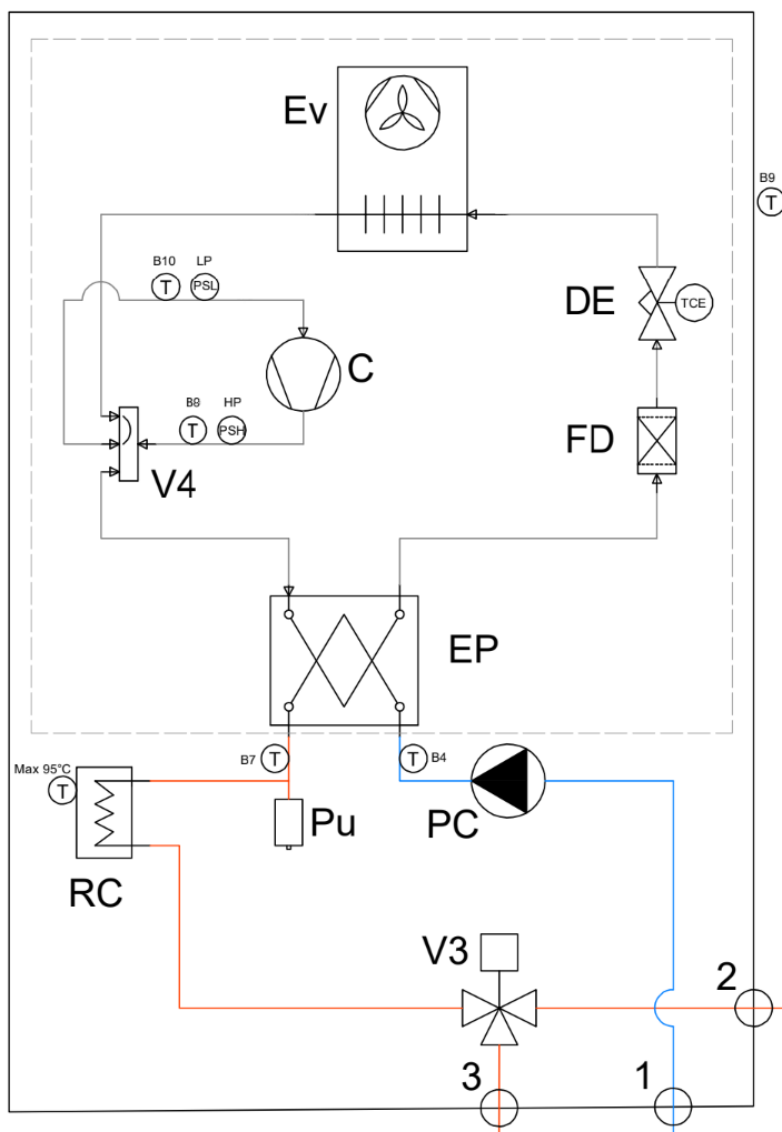 Ev
B9
T
B10 LP
T PSL
DE
TCE
C
B9 HP
T PSH
V4
FD
EP
B7 T
T B4
Max 95°C
T
Pu
PC
RC
V3
2
3
1